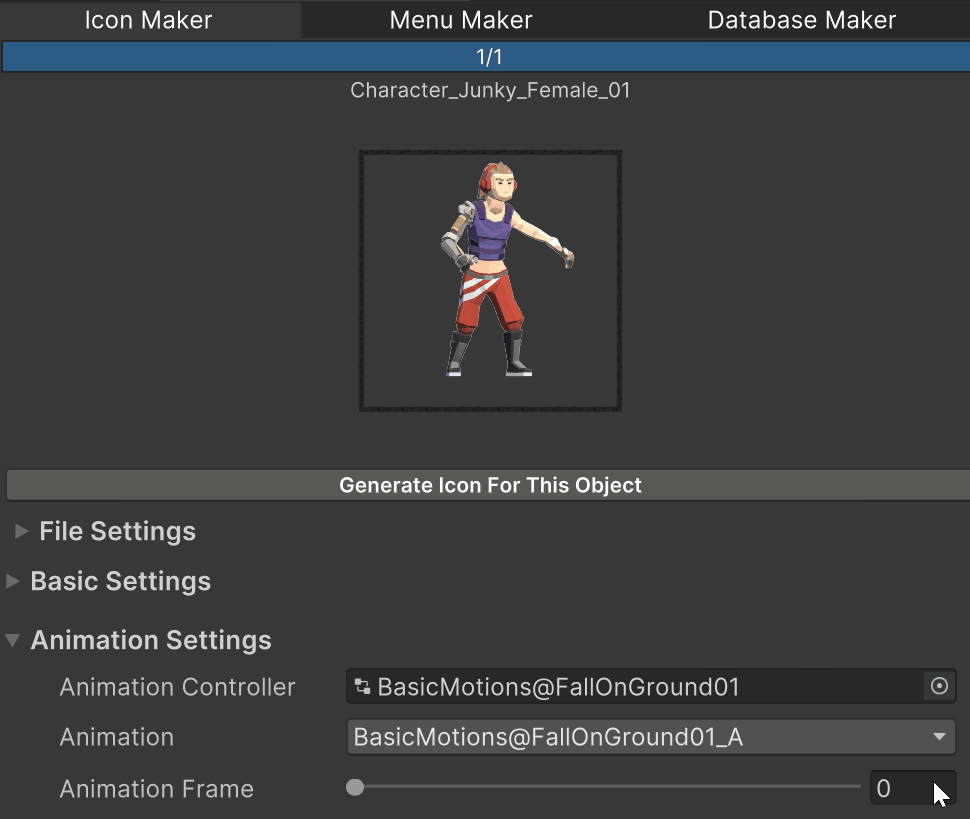 Icon Maker Menu Maker Database Maker
1/1
Character_Junky_Female_01
Generate Icon For This Object
File Settings
Basic Settings
Animation Settings
Animation Controller BasicMotions@FallOnGround01
Animation BasicMotions@FallOnGround01_A
Animation Frame 0